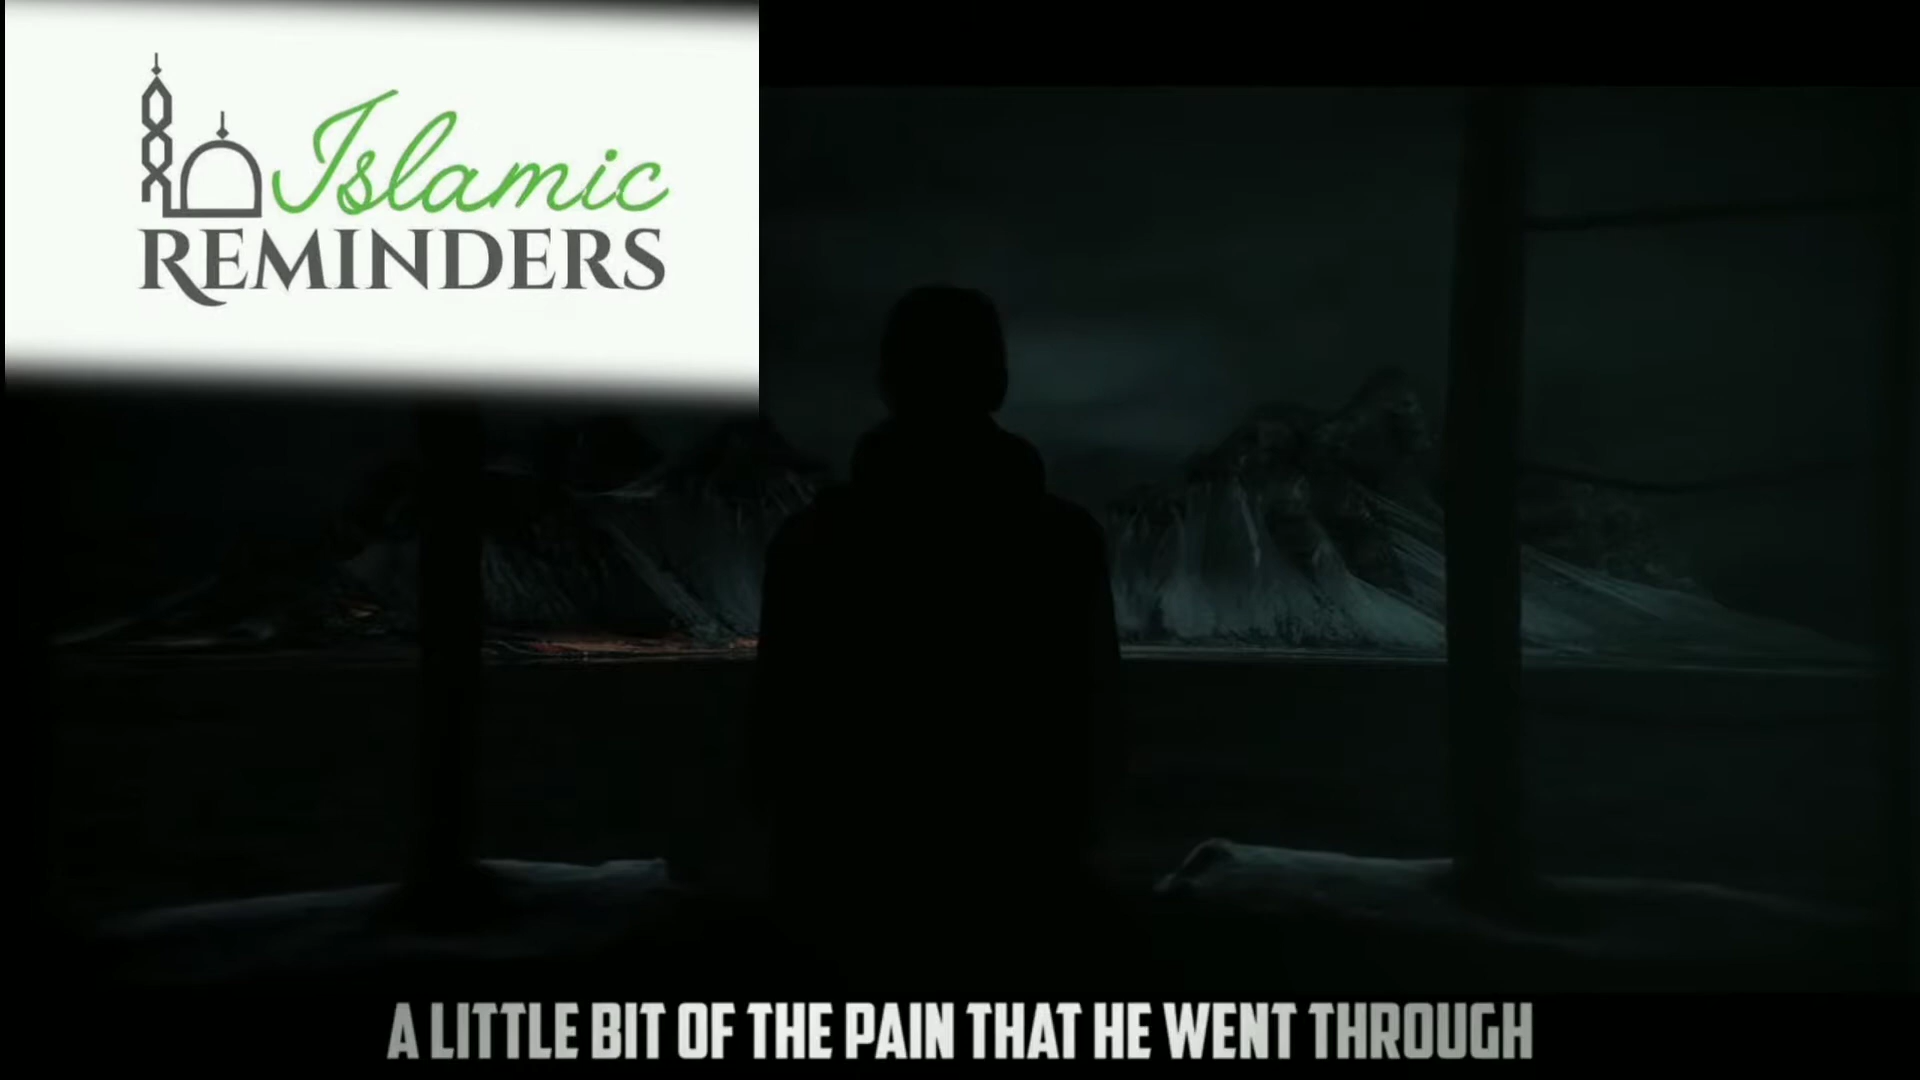 Islamic
REMINDERS
A LITTLE BIT OF THE PAIN THAT HE WENT THROUGH